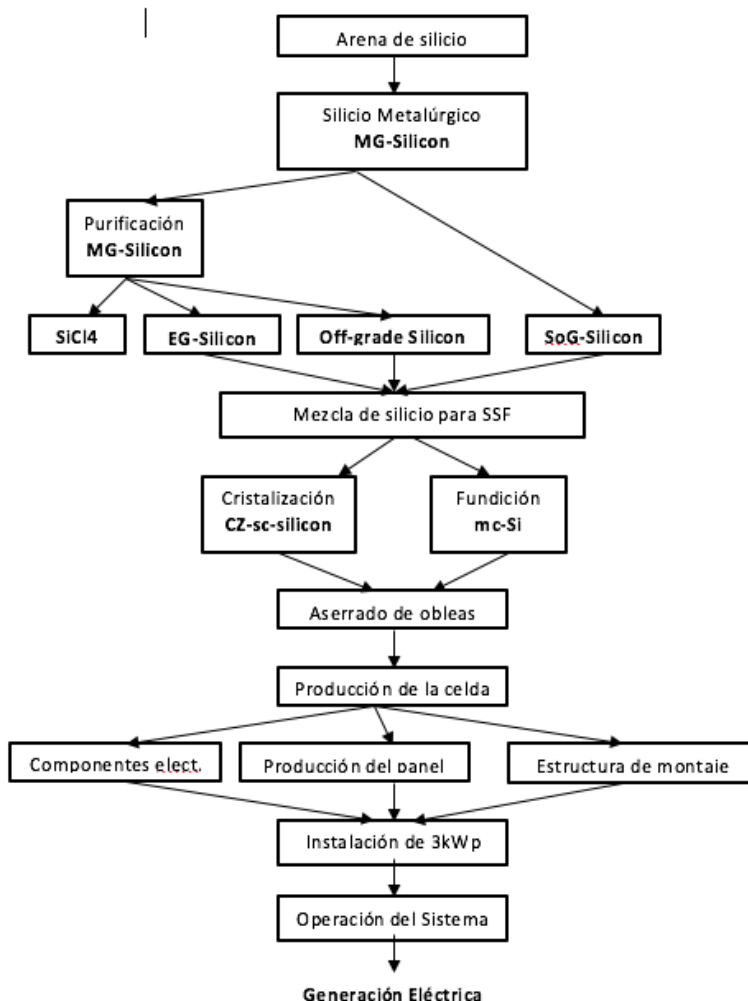 Arena de silicio
Silicio Metalúrgico
MG-Silicon
Purificación
MG-Silicon
SiCl4
EG-Silicon
Off-grade Silicon
SoG-Silicon
Mezcla de silicio para SSF
Cristalización
CZ-sc-silicon
Fundición
mc-Si
Aserrado de obleas
Producción de la celda
Componentes elect.
Producción del panel
Estructura de montaje
Instalación de 3kWp
Operación del Sistema
Generación Eléctrica